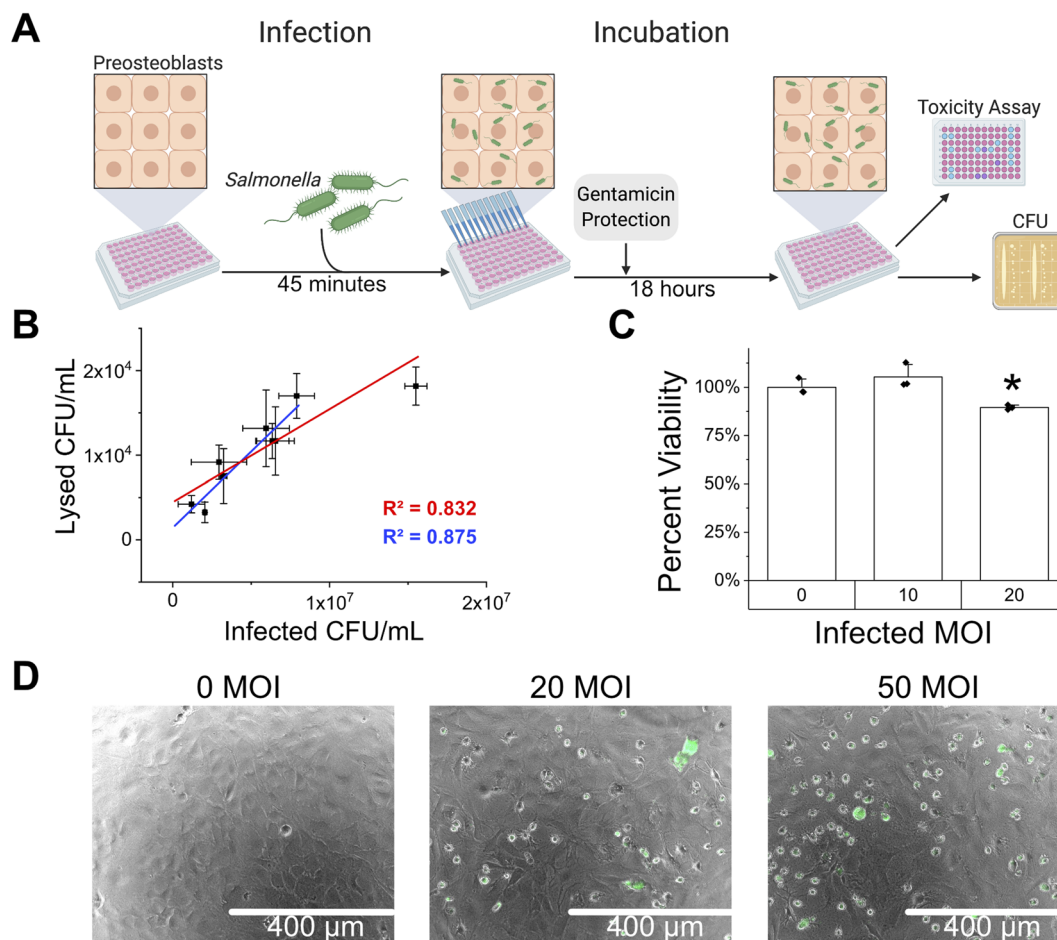 A
Infection
Incubation
Preosteoblasts
Toxicity Assay
Salmonella
Gentamicin
Protection
CFU
45 minutes
18 hours
B
Lysed CFU/mL
2x10⁴
1x10⁴
0
R² = 0.832
R² = 0.875
0
1x10⁷
2x10⁷
Infected CFU/mL
C
Percent Viability
100%
75%
50%
25%
0%
*
0
10
20
Infected MOI
D
0 MOI
20 MOI
50 MOI
400 µm
400 µm
400 µm